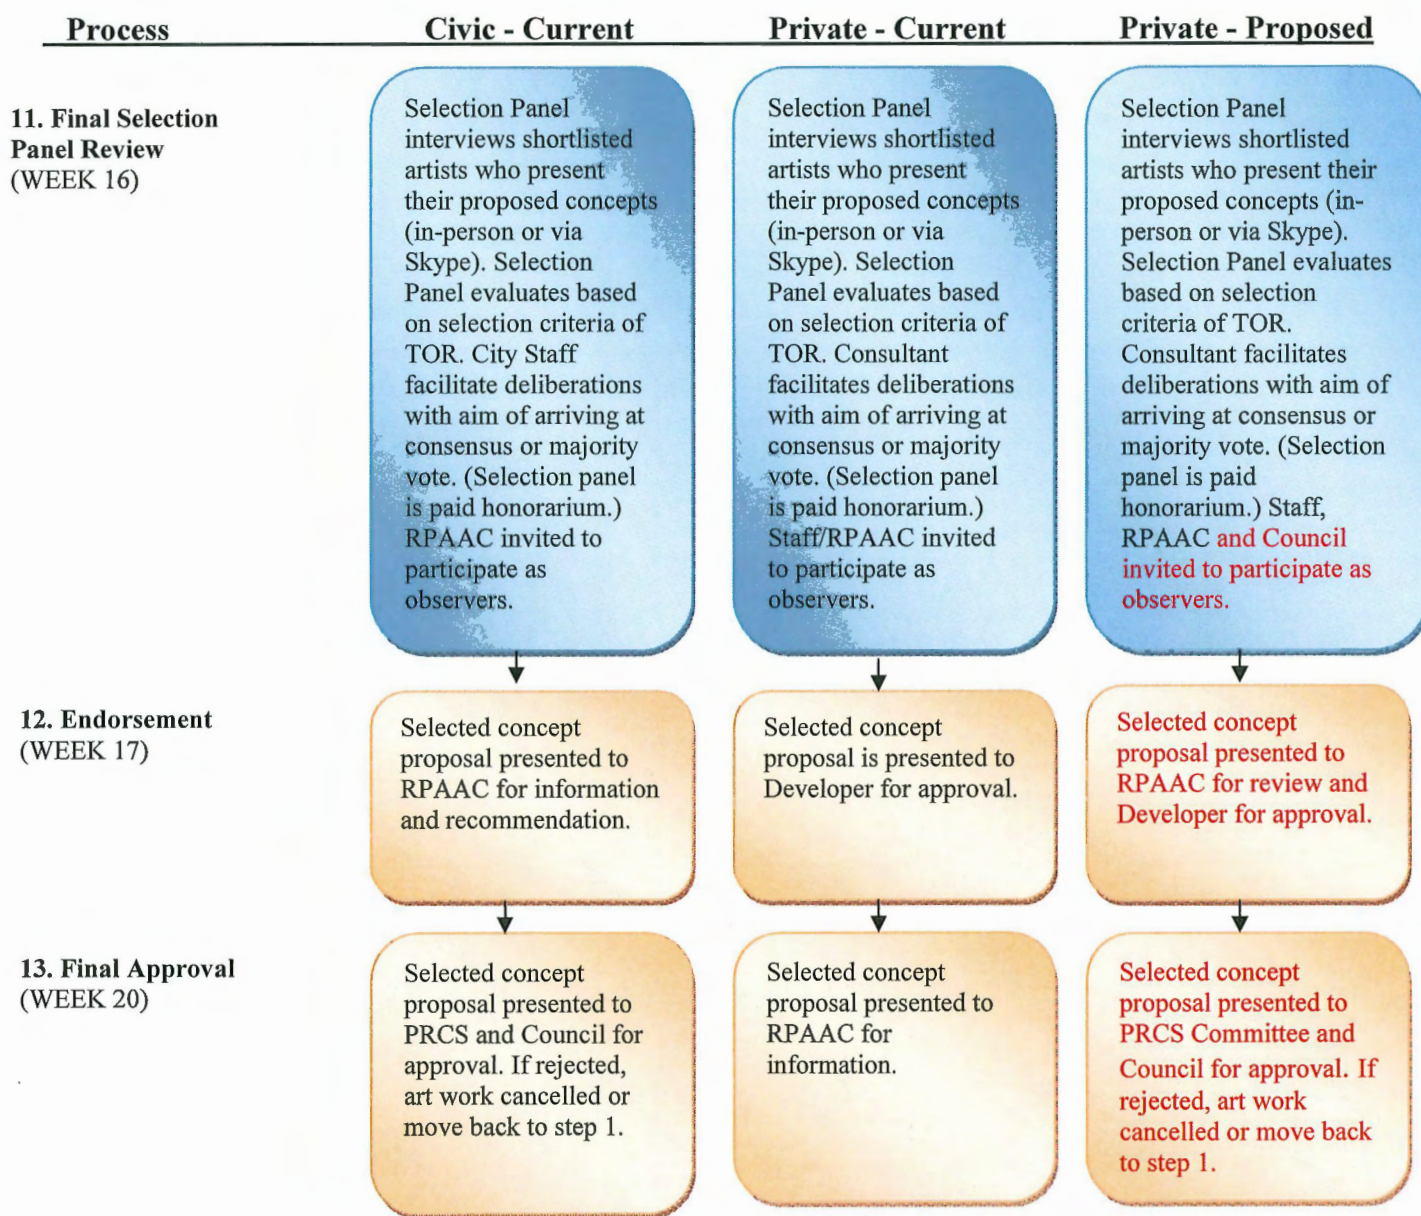 Process
Civic - Current
Private - Current
Private - Proposed
11. Final Selection
Panel Review
(WEEK 16)
Selection Panel
interviews shortlisted
artists who present
their proposed concepts
(in-person or via
Skype). Selection
Panel evaluates based
on selection criteria of
TOR. City Staff
facilitate deliberations
with aim of arriving at
consensus or majority
vote. (Selection panel
is paid honorarium.)
RPAAC invited to
participate as
observers.
Selection Panel
interviews shortlisted
artists who present
their proposed concepts
(in-person or via
Skype). Selection
Panel evaluates based
on selection criteria of
TOR. Consultant
facilitates deliberations
with aim of arriving at
consensus or majority
vote. (Selection panel
is paid honorarium.)
Staff/RPAAC invited
to participate as
observers.
Selection Panel
interviews shortlisted
artists who present their
proposed concepts (in-
person or via Skype).
Selection Panel evaluates
based on selection
criteria of TOR.
Consultant facilitates
deliberations with aim of
arriving at consensus or
majority vote. (Selection
panel is paid
honorarium.) Staff,
RPAAC and Council
invited to participate as
observers.
12. Endorsement
(WEEK 17)
Selected concept
proposal presented to
RPAAC for information
and recommendation.
Selected concept
proposal is presented to
Developer for approval.
Selected concept
proposal presented to
RPAAC for review and
Developer for approval.
13. Final Approval
(WEEK 20)
Selected concept
proposal presented to
PRCS and Council for
approval. If rejected,
art work cancelled or
move back to step 1.
Selected concept
proposal presented to
RPAAC for
information.
Selected concept
proposal presented to
PRCS Committee and
Council for approval. If
rejected, art work
cancelled or move back
to step 1.